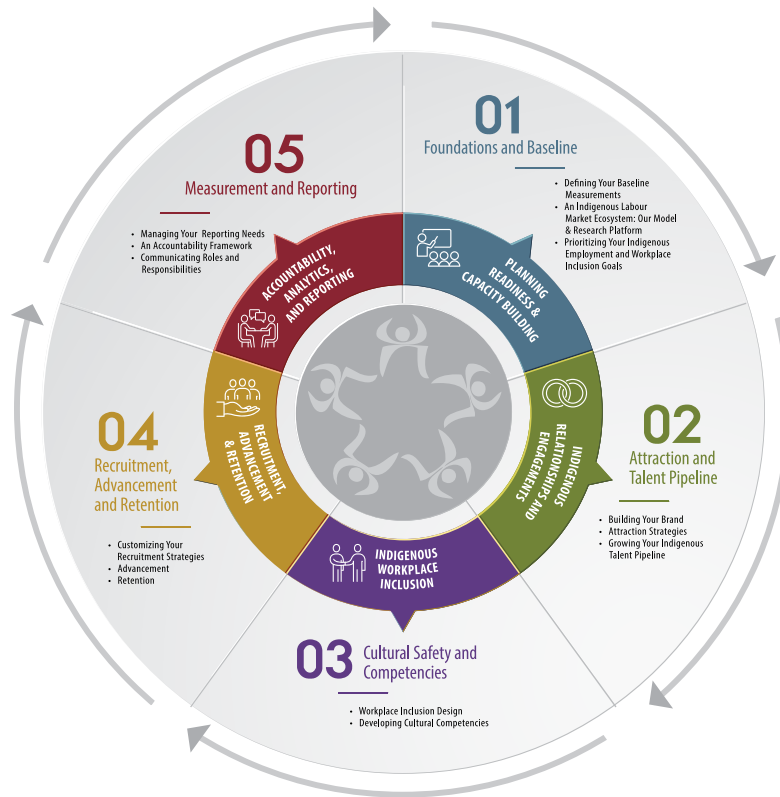 01
Foundations and Baseline
• Defining Your Baseline
Measurements
• An Indigenous Labour
Market Ecosystem: Our Model
& Research Platform
• Prioritizing Your Indigenous
Employment and Workplace
Inclusion Goals
PLANNING
READINESS &
CAPACITY BUILDING
02
Attraction and
Talent Pipeline
• Building Your Brand
• Attraction Strategies
• Growing Your Indigenous
Talent Pipeline
INDIGENOUS
RELATIONSHIPS AND
ENGAGEMENTS
03
Cultural Safety and
Competencies
• Workplace Inclusion Design
• Developing Cultural Competencies
INDIGENOUS
WORKPLACE
INCLUSION
04
Recruitment,
Advancement
and Retention
• Customizing Your
Recruitment Strategies
• Advancement
• Retention
RECRUITMENT,
ADVANCEMENT
& RETENTION
05
Measurement and Reporting
• Managing Your Reporting Needs
• An Accountability Framework
• Communicating Roles and
Responsibilities
ACCOUNTABILITY,
ANALYTICS,
AND REPORTING